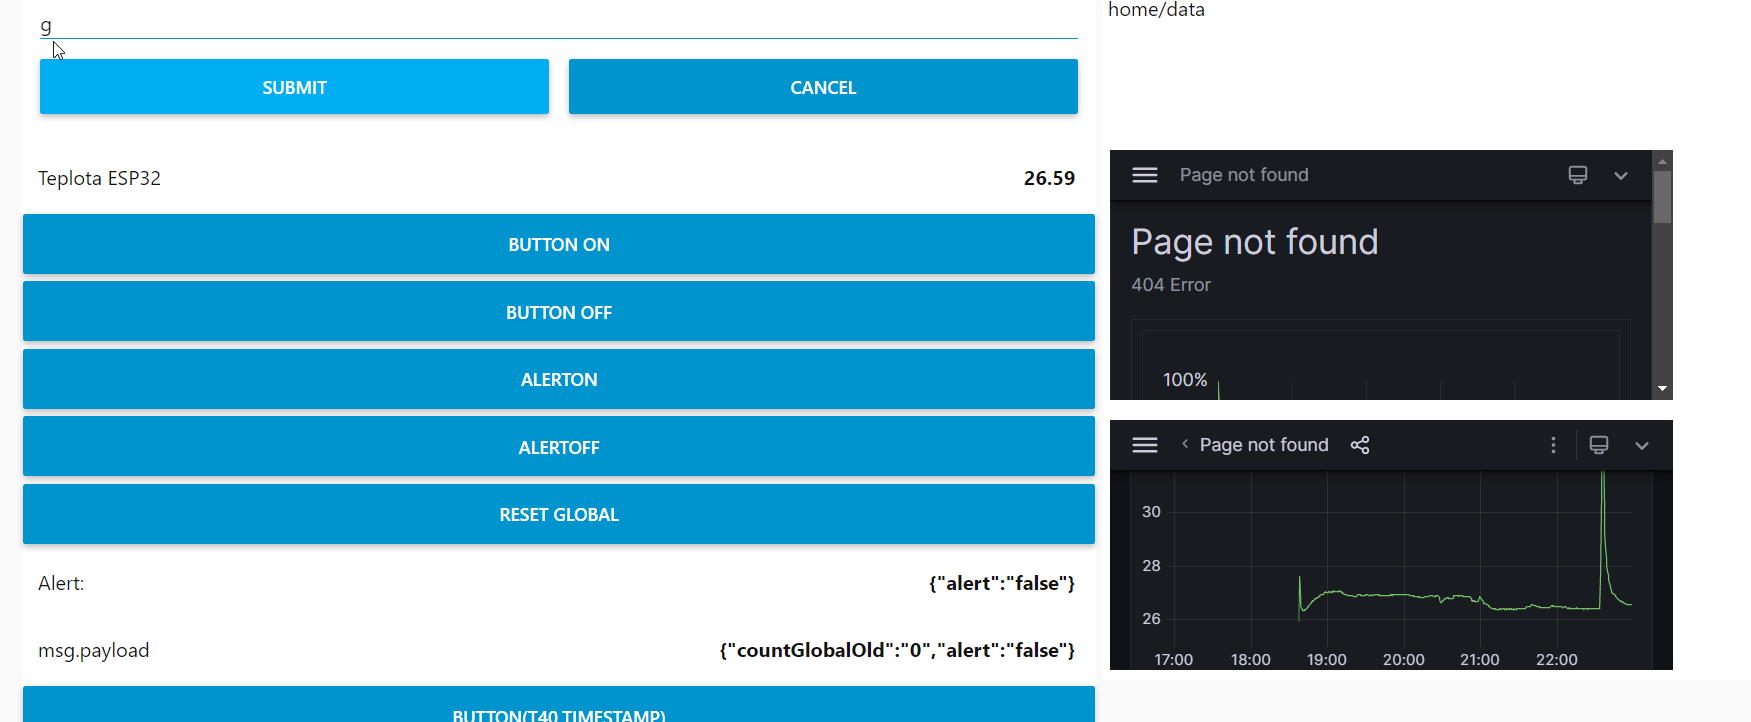 g
SUBMIT
CANCEL
Teplota ESP32
26.59
BUTTON ON
BUTTON OFF
ALERTON
ALERTOFF
RESET GLOBAL
Alert:
{"alert":"false"}
msg.payload
{"countGlobalOld":"0","alert":"false"}
BUTTON(T40 TIMESTAMP)
home/data
Page not found
Page not found
404 Error
100%
Page not found
30
28
26
17:00 18:00 19:00 20:00 21:00 22:00